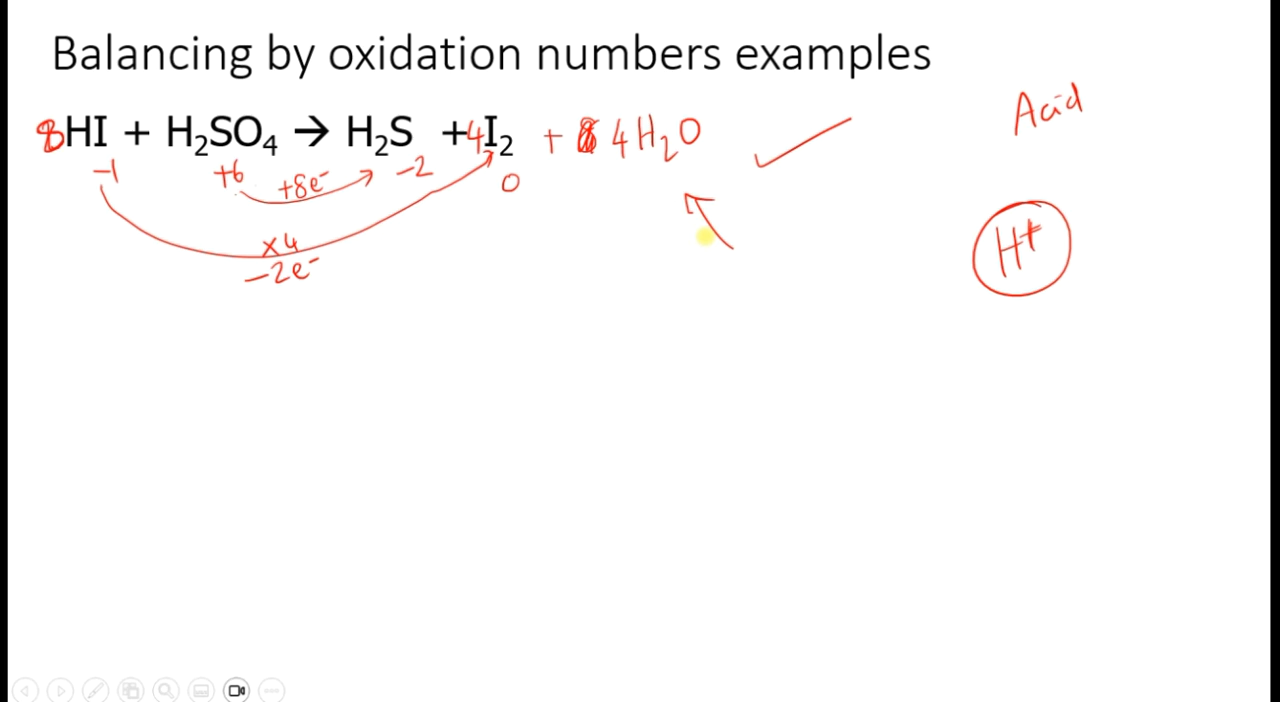 Balancing by oxidation numbers examples
Acid
8HI + H₂SO₄ → H₂S +4I₂ + 4H₂O
-1 +6 +8e⁻ -2 0
x4
-2e⁻
H⁺